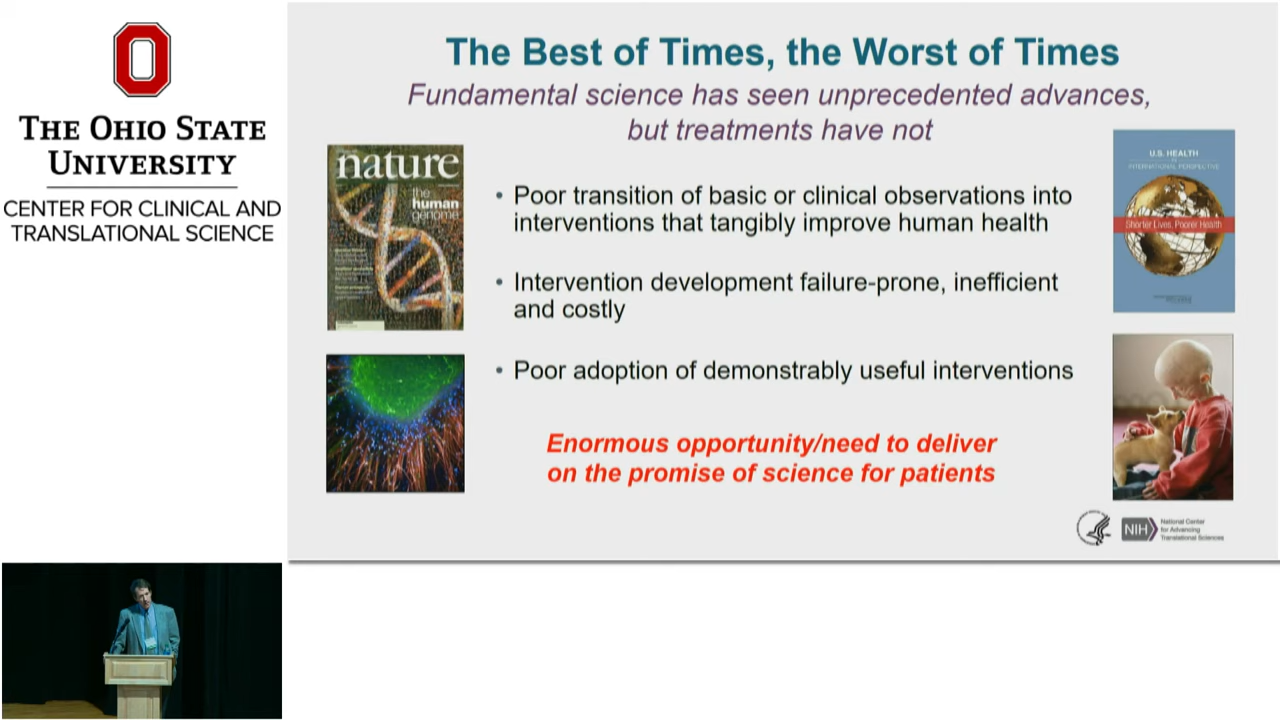 THE OHIO STATE
UNIVERSITY
CENTER FOR CLINICAL AND
TRANSLATIONAL SCIENCE
The Best of Times, the Worst of Times
Fundamental science has seen unprecedented advances,
but treatments have not
nature
the
human
genome
• Poor transition of basic or clinical observations into
interventions that tangibly improve human health
• Intervention development failure-prone, inefficient
and costly
• Poor adoption of demonstrably useful interventions
Enormous opportunity/need to deliver
on the promise of science for patients
U.S. HEALTH
INTERNATIONAL PERSPECTIVE
Shorter Lives, Poorer Health
NIH
National Center
for Advancing
Translational Sciences